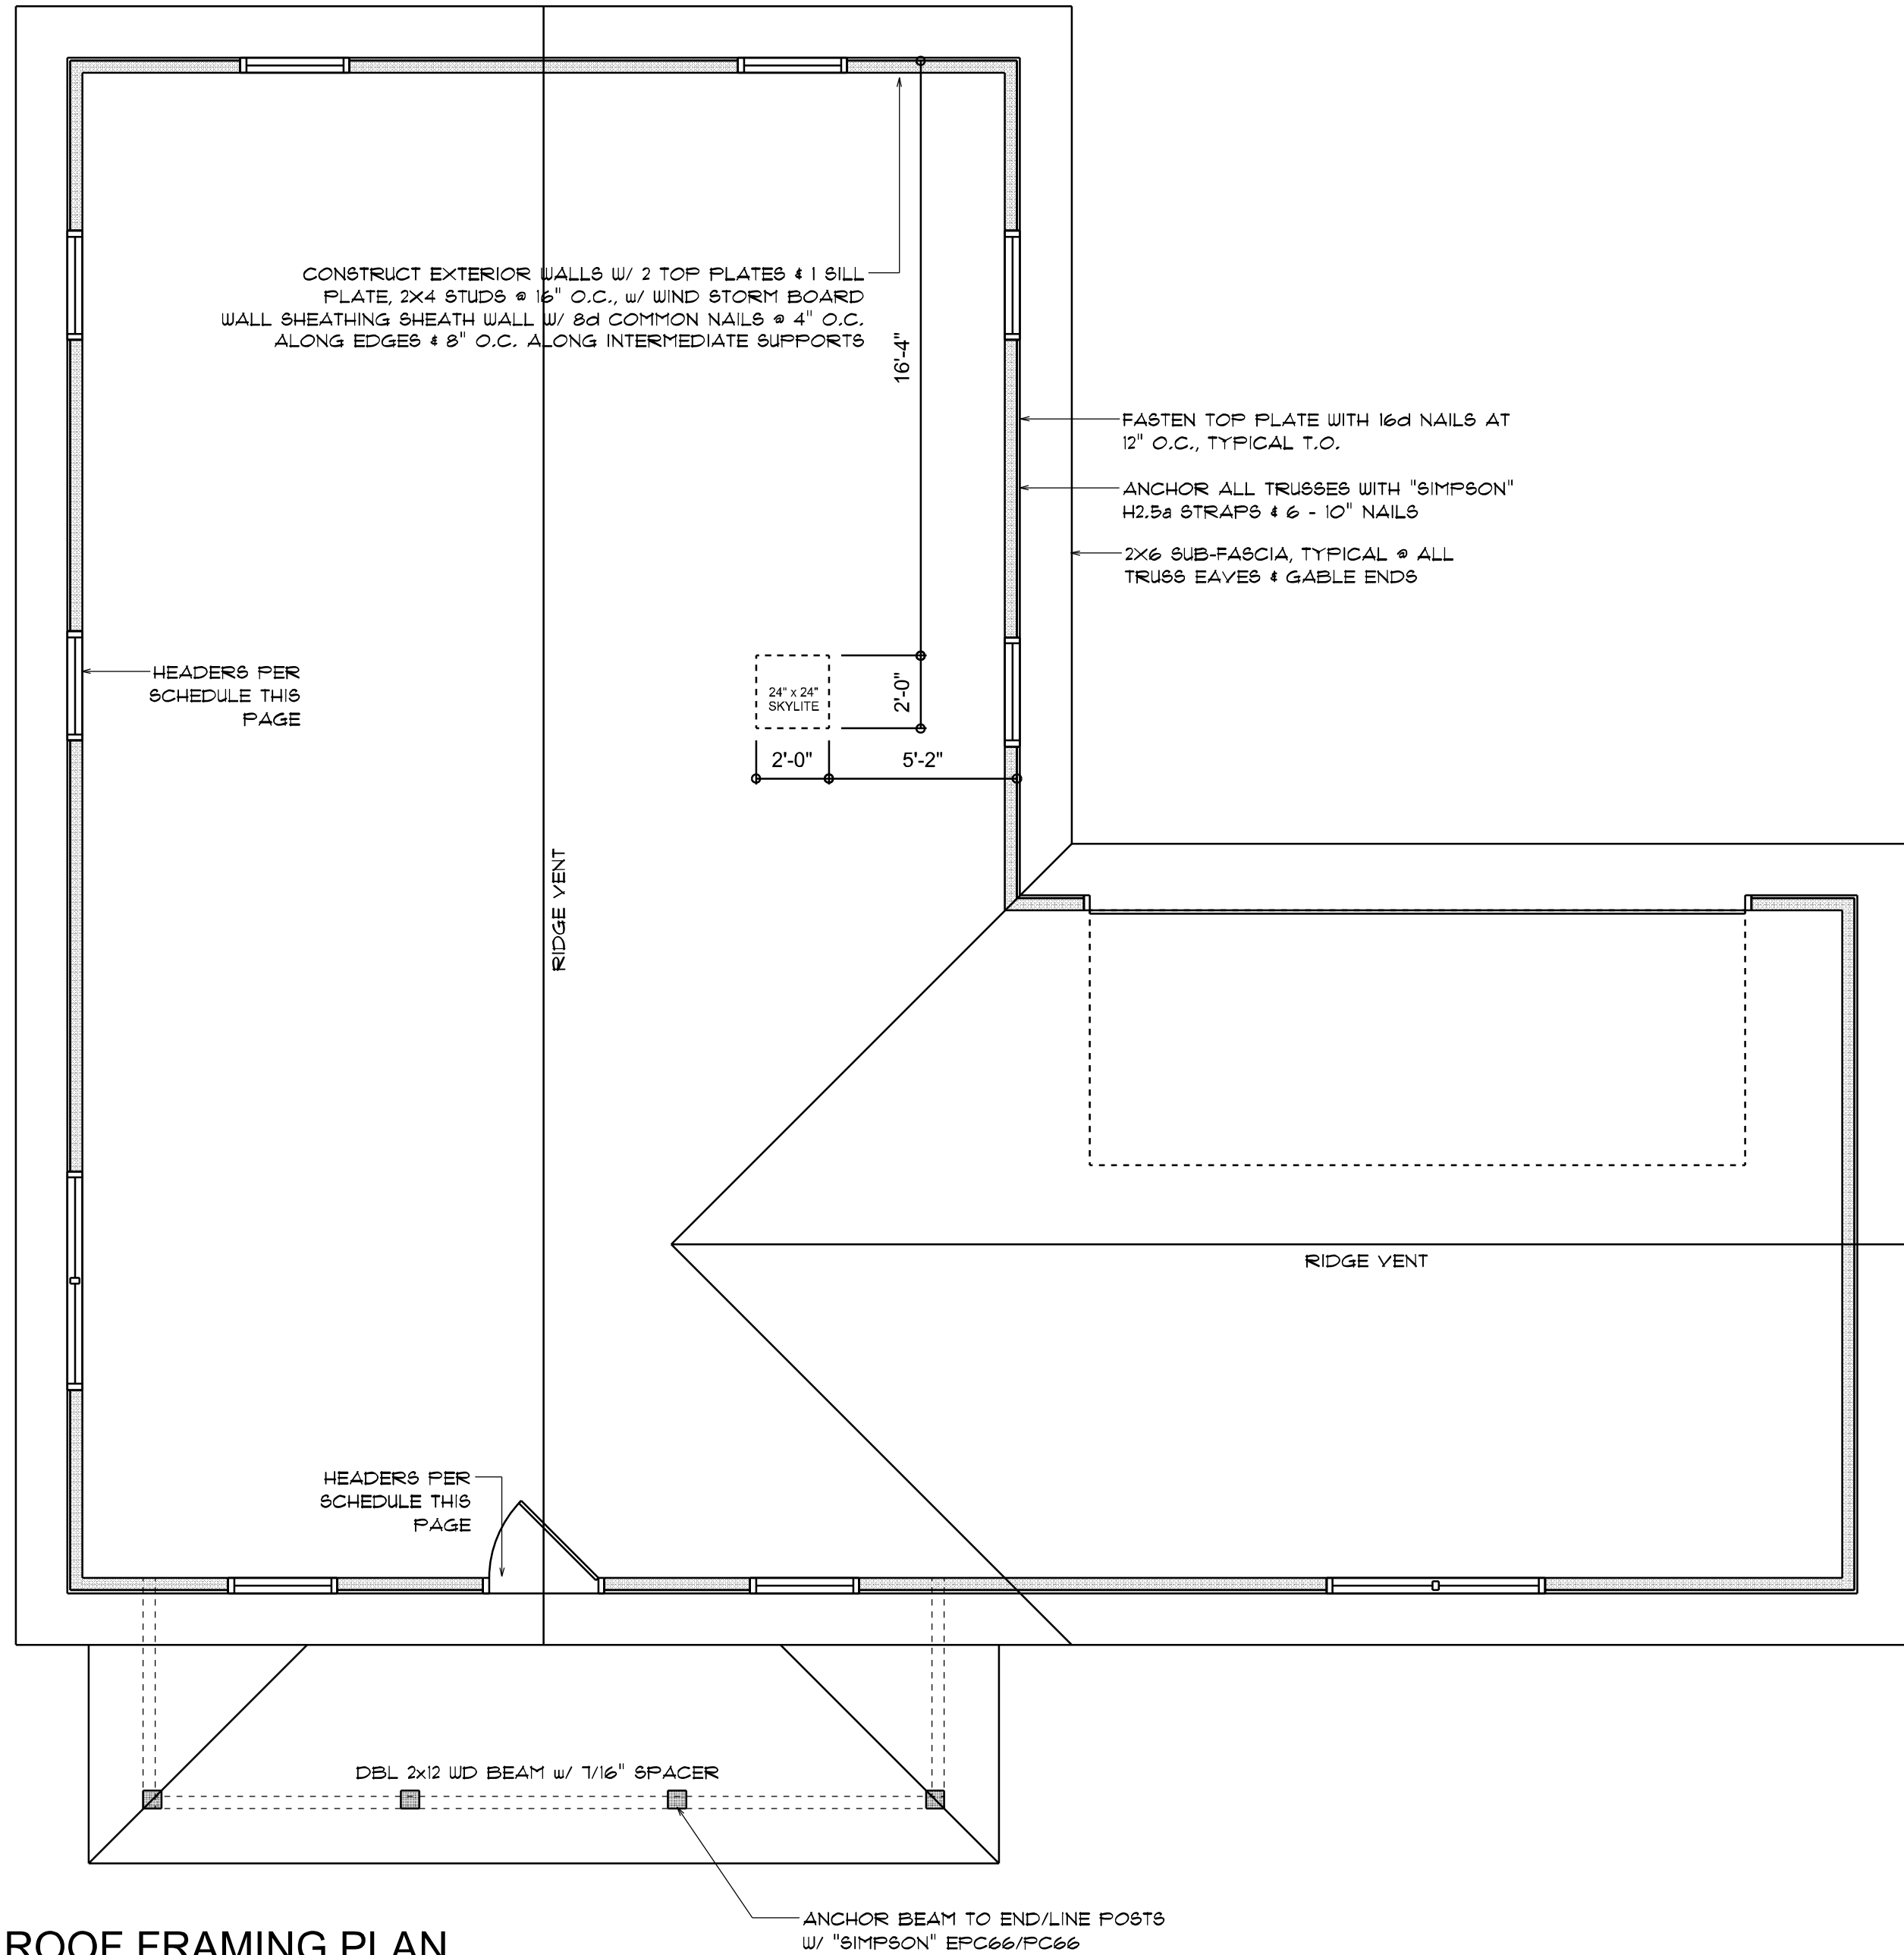 CONSTRUCT EXTERIOR WALLS W/ 2 TOP PLATES & 1 SILL
PLATE, 2X4 STUDS @ 16" O.C., w/ WIND STORM BOARD
WALL SHEATHING SHEATH WALL W/ 8d COMMON NAILS @ 4" O.C.
ALONG EDGES & 8" O.C. ALONG INTERMEDIATE SUPPORTS
16'-4"
FASTEN TOP PLATE WITH 16d NAILS AT
12" O.C., TYPICAL T.O.
ANCHOR ALL TRUSSES WITH "SIMPSON"
H2.5a STRAPS & 6 - 10" NAILS
2X6 SUB-FASCIA, TYPICAL @ ALL
TRUSS EAVES & GABLE ENDS
HEADERS PER
SCHEDULE THIS
PAGE
24" x 24"
SKYLITE
2'-0"
2'-0"
5'-2"
RIDGE VENT
RIDGE VENT
HEADERS PER
SCHEDULE THIS
PAGE
DBL 2x12 WD BEAM w/ 7/16" SPACER
ANCHOR BEAM TO END/LINE POSTS
W/ "SIMPSON" EPC66/PC66
ROOF FRAMING PLAN